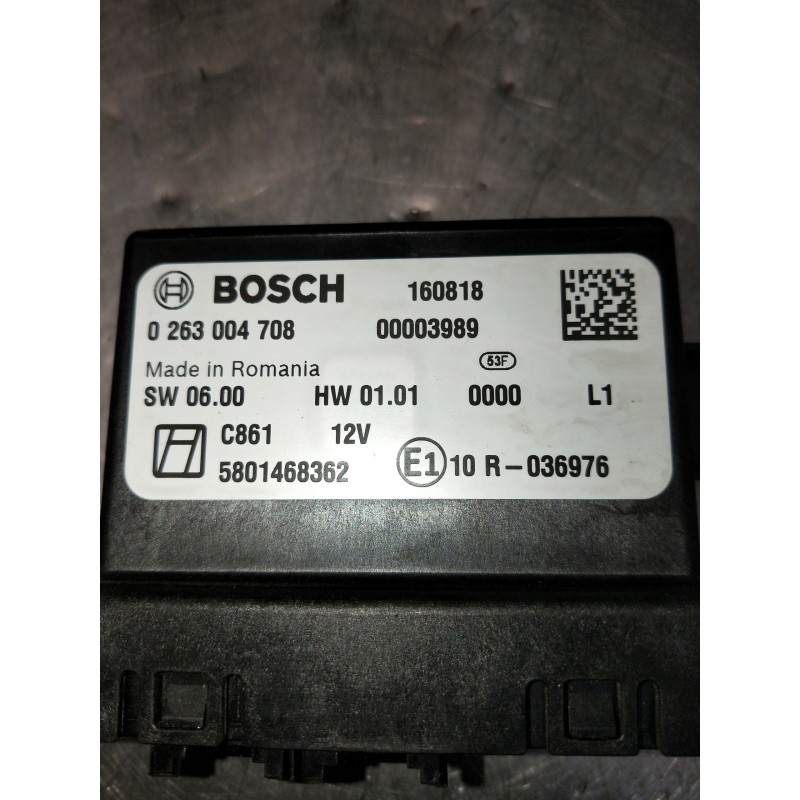 BOSCH 160818
0 263 004 708 00003989
Made in Romania 53F
SW 06.00 HW 01.01 0000 L1
C861 12V
5801468362 E1 10 R-036976